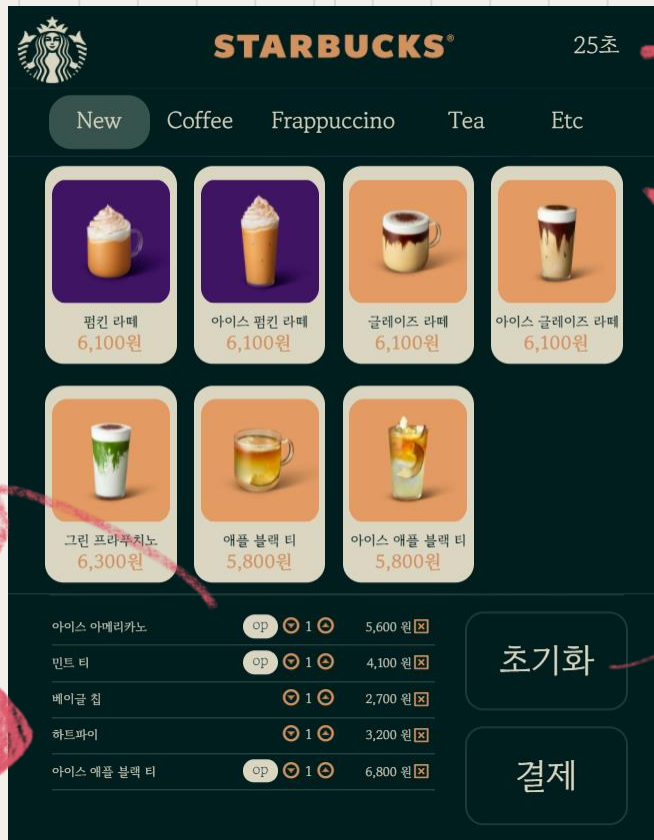 STARBUCKS®
25초
New Coffee Frappuccino Tea Etc
펌킨 라떼 아이스 펌킨 라떼 글레이즈 라떼 아이스 글레이즈 라떼
6,100원 6,100원 6,100원 6,100원
그린 프라푸치노 애플 블랙 티 아이스 애플 블랙 티
6,300원 5,800원 5,800원
아이스 아메리카노 op 1 5,600 원
민트 티 op 1 4,100 원
베이글 칩 1 2,700 원
하트파이 1 3,200 원
아이스 애플 블랙 티 op 1 6,800 원
초기화
결제